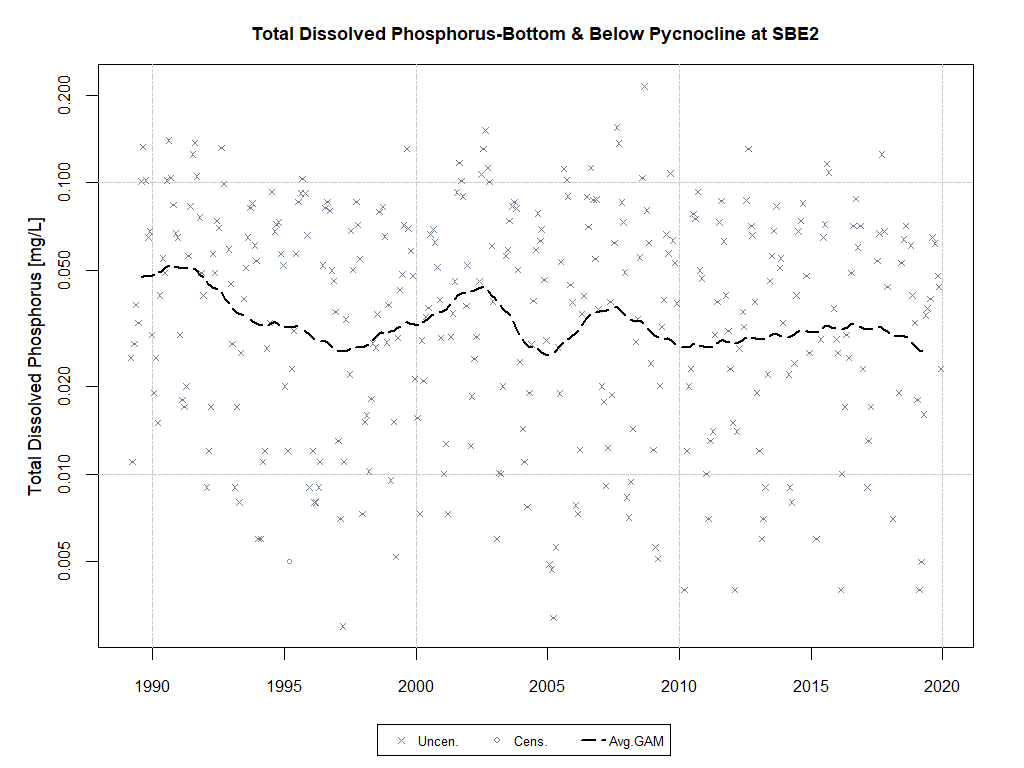 Total Dissolved Phosphorus-Bottom & Below Pycnocline at SBE2
Total Dissolved Phosphorus [mg/L]
0.200
0.100
0.050
0.020
0.010
0.005
1990 1995 2000 2005 2010 2015 2020
Uncen. Cens. Avg.GAM